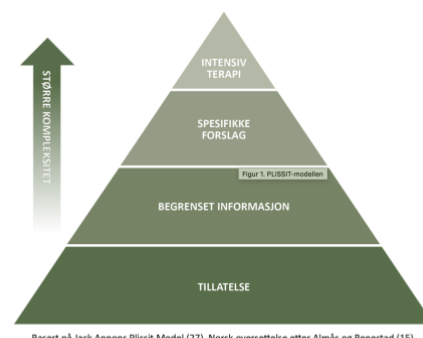 STØRRE KOMPLEKSITET
INTENSIV
TERAPI
SPESIFIKKE
FORSLAG
Figur 1. PLISSIT-modellen
BEGRENSET INFORMASJON
TILLATELSE
Basert på Jack Annons Plissit Model (27). Norsk oversettelse etter Almås og Benestad (15)